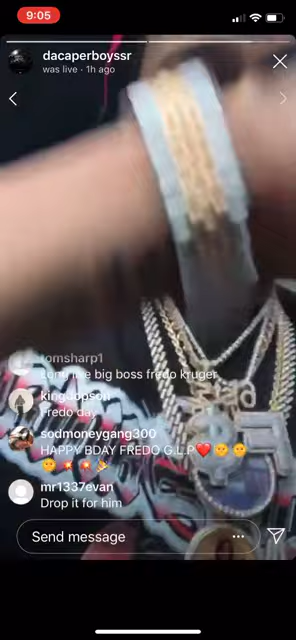 9:05
dacaperboyssr
was live · 1h ago
tomsharp1
Long live big boss fredo kruger
kingdopson
Fredo day
sodmoneygang300
HAPPY BDAY FREDO G.L.P❤️🌞🌞
🌞💥💥🎉
mr1337evan
Drop it for him
Send message